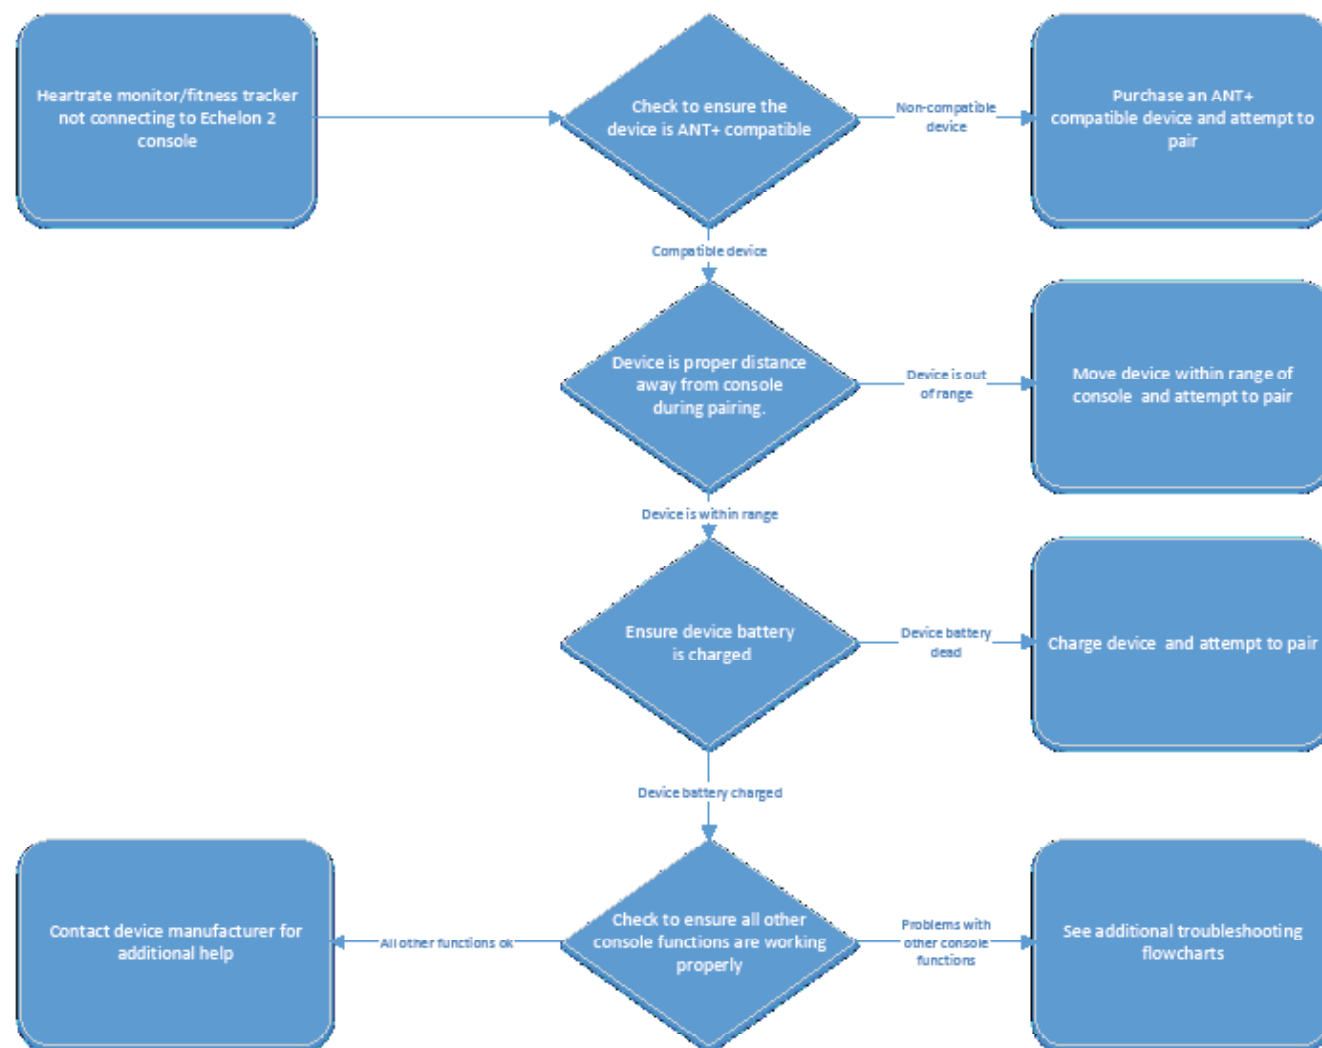 Heartrate monitor/fitness tracker
not connecting to Echelon 2
console
Check to ensure the
device is ANT+ compatible
Non-compatible
device
Purchase an ANT+
compatible device and attempt to
pair
Compatible device
Device is proper distance
away from console
during pairing.
Device is out
of range
Move device within range of
console and attempt to pair
Device is within range
Ensure device battery
is charged
Device battery
dead
Charge device and attempt to pair
Device battery charged
Contact device manufacturer for
additional help
All other functions ok
Check to ensure all other
console functions are working
properly
Problems with
other console
functions
See additional troubleshooting
flowcharts